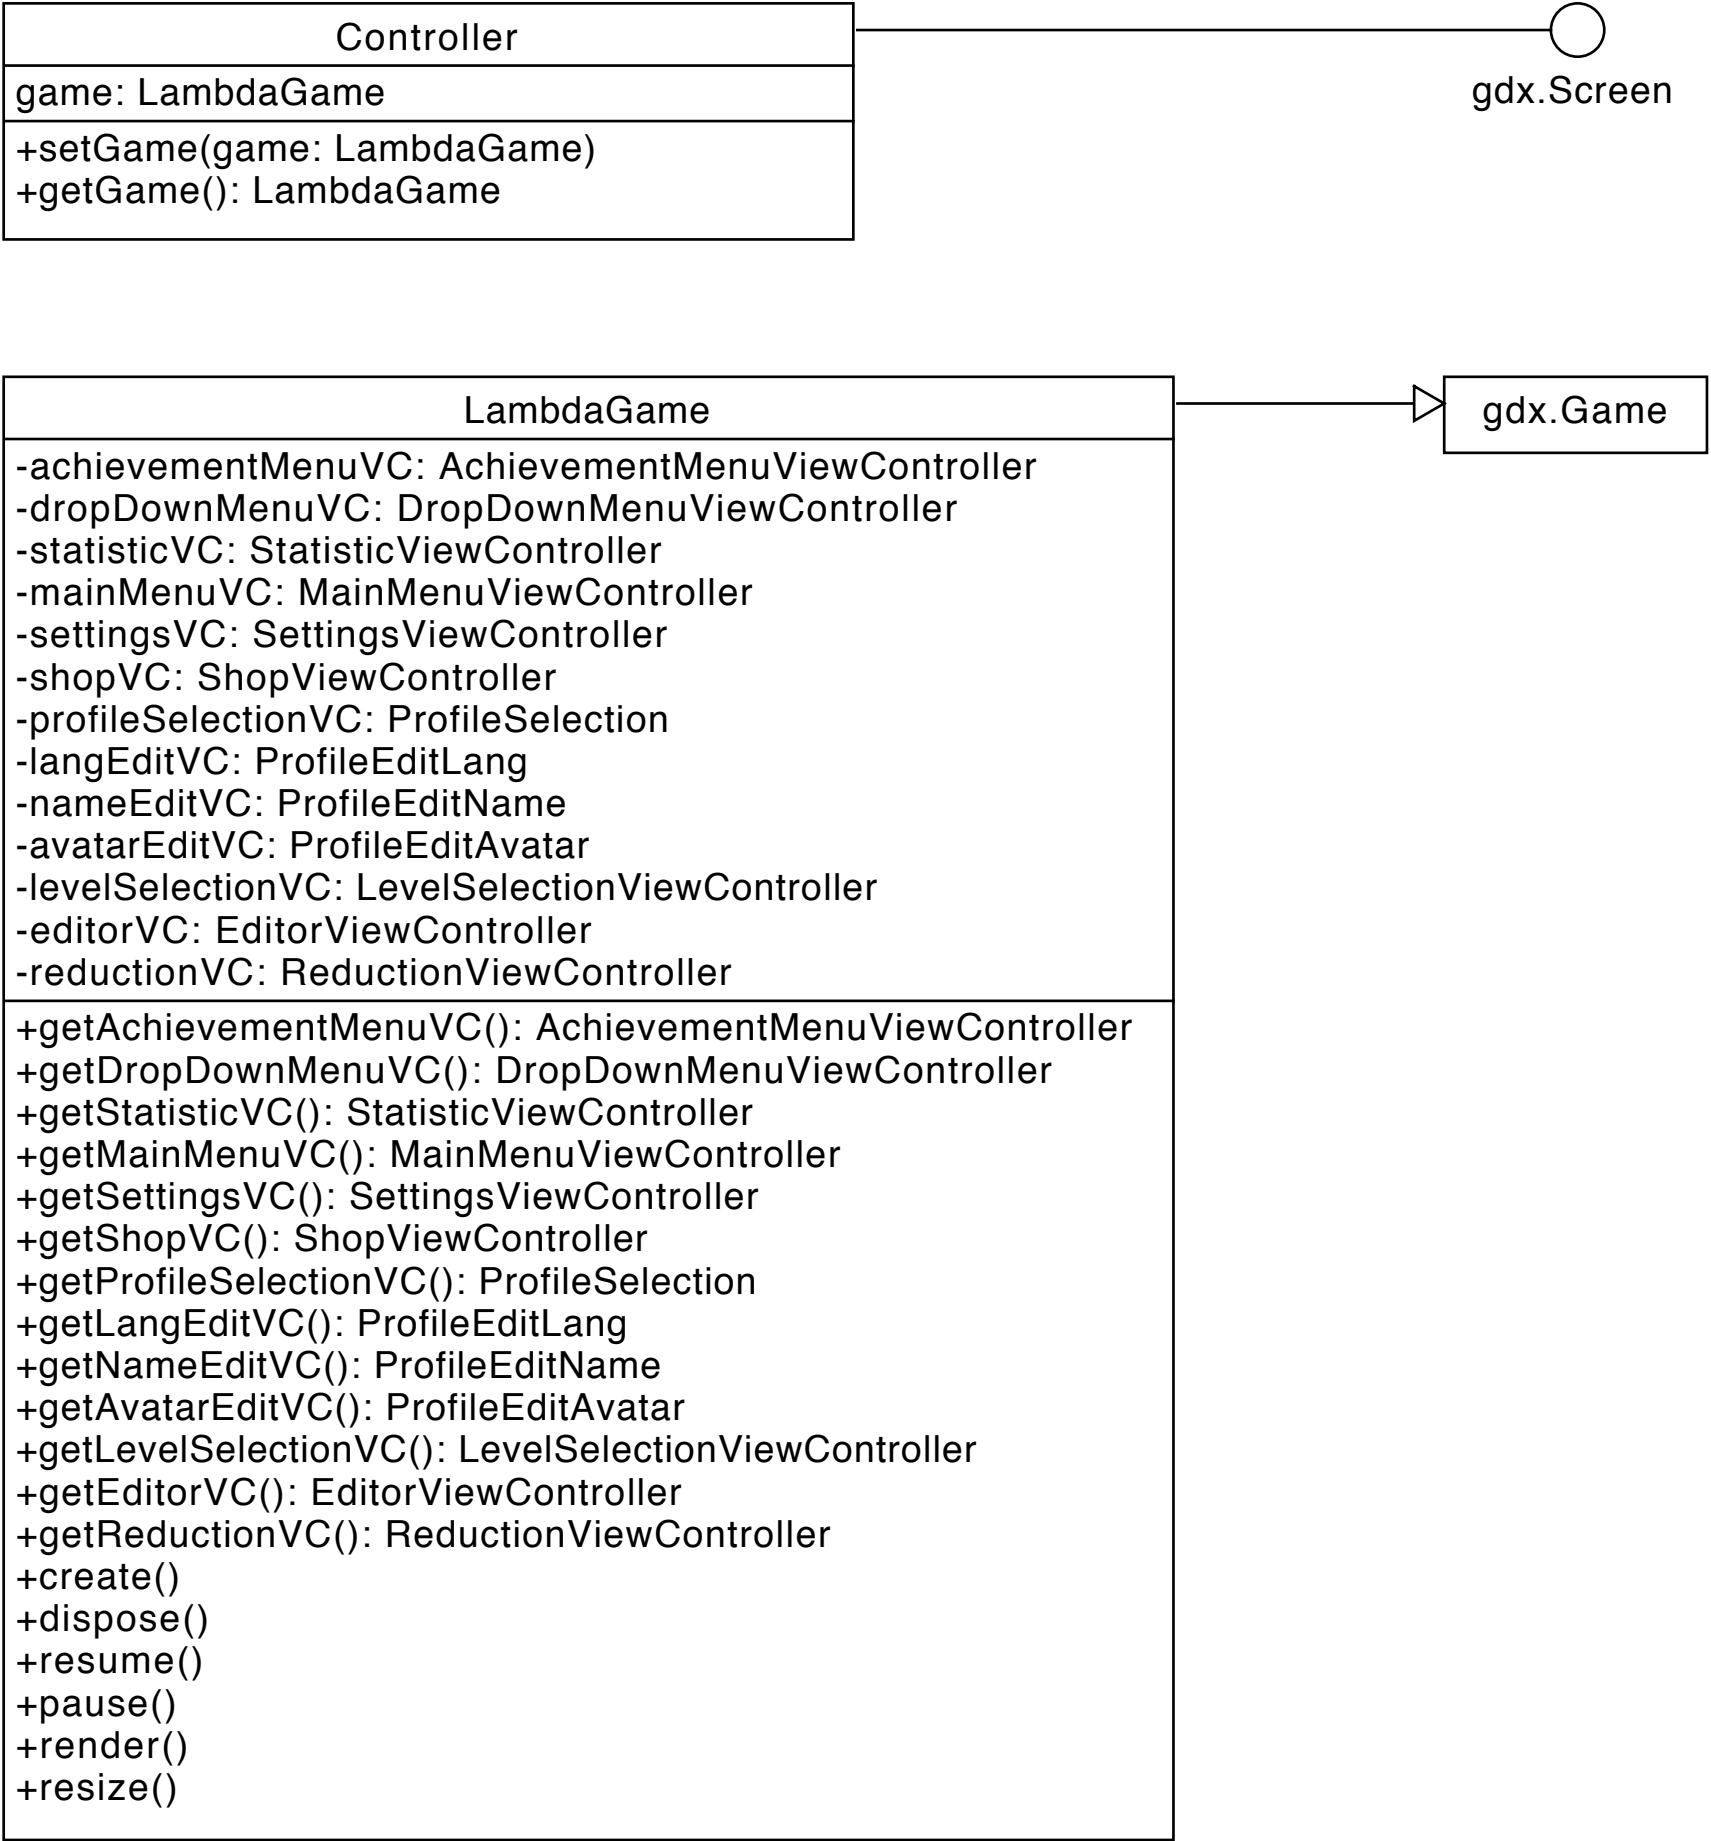 Controller
gdx.Screen
game: LambdaGame
+setGame(game: LambdaGame)
+getGame(): LambdaGame
LambdaGame
gdx.Game
-achievementMenuVC: AchievementMenuViewController
-dropDownMenuVC: DropDownMenuViewController
-statisticVC: StatisticViewController
-mainMenuVC: MainMenuViewController
-settingsVC: SettingsViewController
-shopVC: ShopViewController
-profileSelectionVC: ProfileSelection
-langEditVC: ProfileEditLang
-nameEditVC: ProfileEditName
-avatarEditVC: ProfileEditAvatar
-levelSelectionVC: LevelSelectionViewController
-editorVC: EditorViewController
-reductionVC: ReductionViewController
+getAchievementMenuVC(): AchievementMenuViewController
+getDropDownMenuVC(): DropDownMenuViewController
+getStatisticVC(): StatisticViewController
+getMainMenuVC(): MainMenuViewController
+getSettingsVC(): SettingsViewController
+getShopVC(): ShopViewController
+getProfileSelectionVC(): ProfileSelection
+getLangEditVC(): ProfileEditLang
+getNameEditVC(): ProfileEditName
+getAvatarEditVC(): ProfileEditAvatar
+getLevelSelectionVC(): LevelSelectionViewController
+getEditorVC(): EditorViewController
+getReductionVC(): ReductionViewController
+create()
+dispose()
+resume()
+pause()
+render()
+resize()